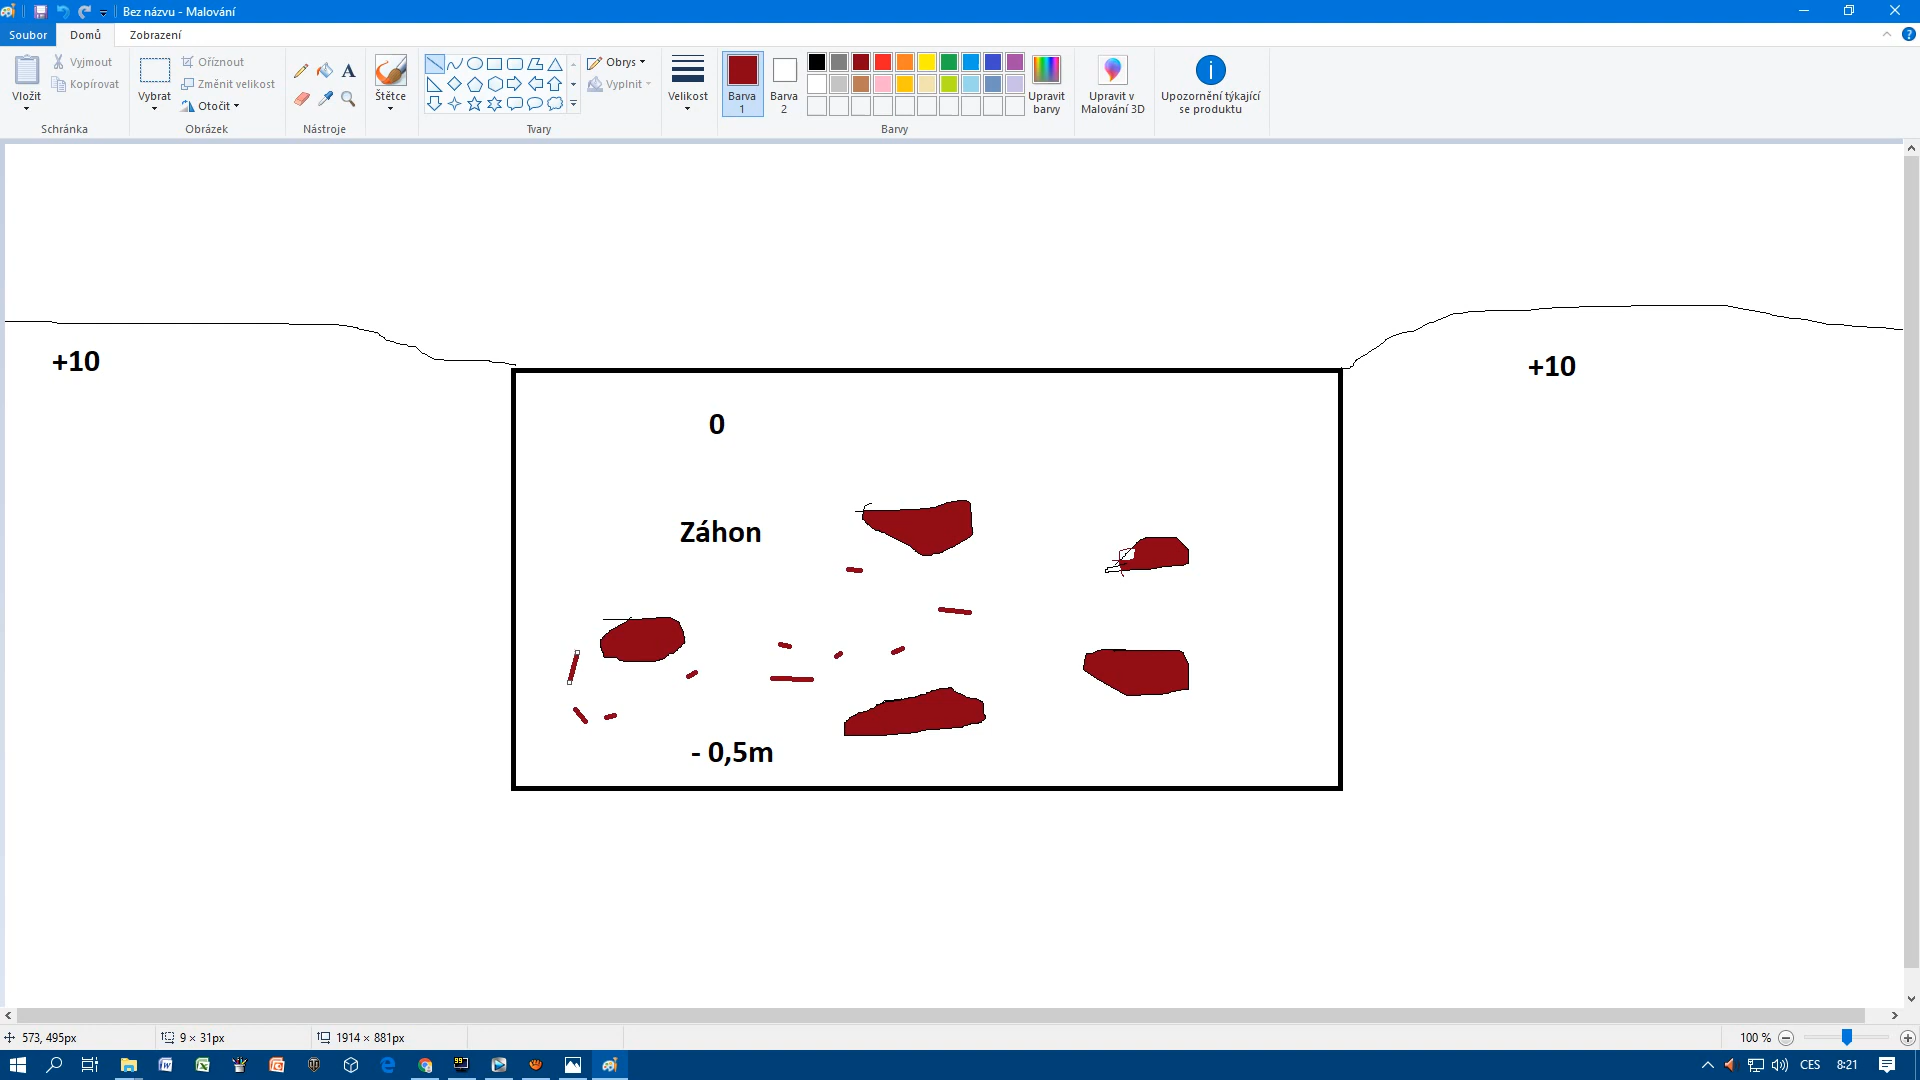 Bez názvu - Malování
Soubor
Domů
Zobrazení
Vložit
Vyjmout
Kopírovat
Schránka
Vybrat
Oříznout
Změnit velikost
Otočit
Obrázek
A
Nástroje
Štětce
Obrys
Vyplnit
Tvary
Velikost
Barva
1
Barva
2
Upravit
barvy
Barvy
Upravit v
Malování 3D
Upozornění týkající
se produktu
+10
+10
0
Záhon
- 0,5m
573, 495px
9 × 31px
1914 × 881px
100 %
CES
8:21